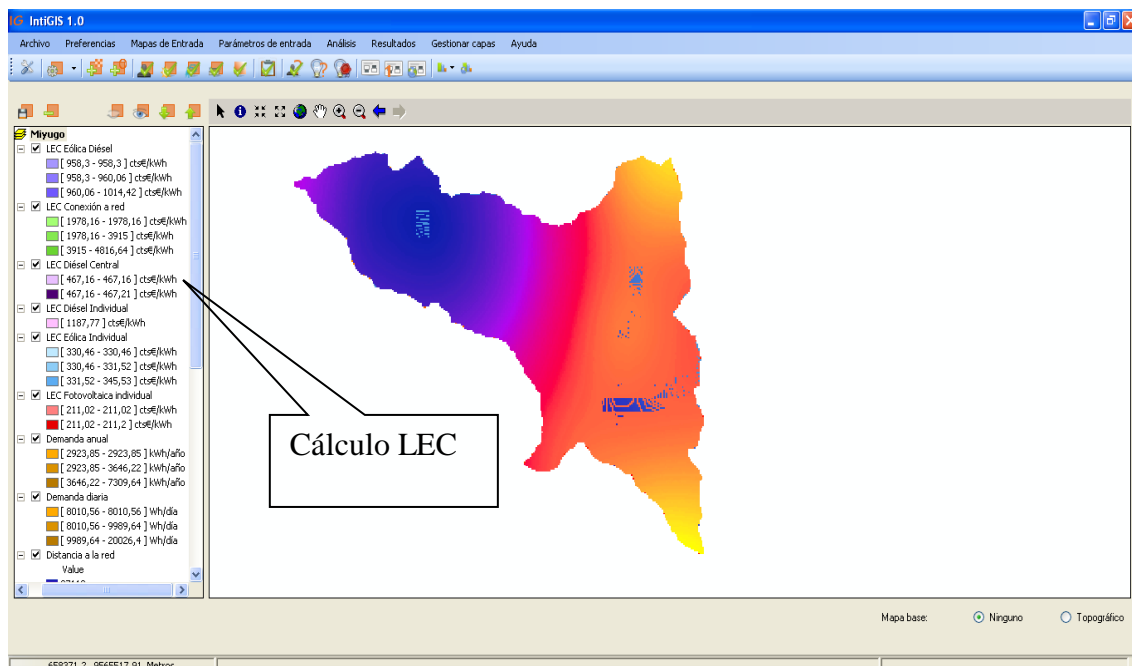 IG IntiGIS 1.0
Archivo Preferencias Mapas de Entrada Parámetros de entrada Análisis Resultados Gestionar capas Ayuda
Miyugo
LEC Eólica Diésel
[ 958,3 - 958,3 ] cts€/kWh
[ 958,3 - 960,06 ] cts€/kWh
[ 960,06 - 1014,42 ] cts€/kWh
LEC Conexión a red
[ 1978,16 - 1978,16 ] cts€/kWh
[ 1978,16 - 3915 ] cts€/kWh
[ 3915 - 4816,64 ] cts€/kWh
LEC Diésel Central
[ 467,16 - 467,16 ] cts€/kWh
[ 467,16 - 467,21 ] cts€/kWh
LEC Diésel Individual
[ 1187,77 ] cts€/kWh
LEC Eólica Individual
[ 330,46 - 330,46 ] cts€/kWh
[ 330,46 - 331,52 ] cts€/kWh
[ 331,52 - 345,53 ] cts€/kWh
LEC Fotovoltaica individual
[ 211,02 - 211,02 ] cts€/kWh
[ 211,02 - 211,2 ] cts€/kWh
Demanda anual
[ 2923,85 - 2923,85 ] kWh/año
[ 2923,85 - 3646,22 ] kWh/año
[ 3646,22 - 7309,64 ] kWh/año
Demanda diaria
[ 8010,56 - 8010,56 ] Wh/día
[ 8010,56 - 9989,64 ] Wh/día
[ 9989,64 - 20026,4 ] Wh/día
Distancia a la red
Value
Cálculo LEC
Mapa base: Ninguno Topográfico
Metros